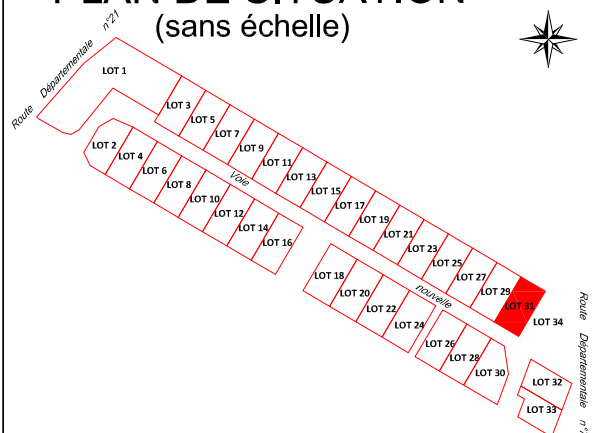 (sans échelle)
Route Départementale n°21
LOT 1
LOT 3
LOT 5
LOT 7
LOT 9
LOT 11
LOT 13
LOT 15
LOT 17
LOT 19
LOT 21
LOT 23
LOT 25
LOT 27
LOT 29
LOT 31
LOT 34
Voie
nouvelle
LOT 2
LOT 4
LOT 6
LOT 8
LOT 10
LOT 12
LOT 14
LOT 16
LOT 18
LOT 20
LOT 22
LOT 24
LOT 26
LOT 28
LOT 30
LOT 32
LOT 33
Route Départementale